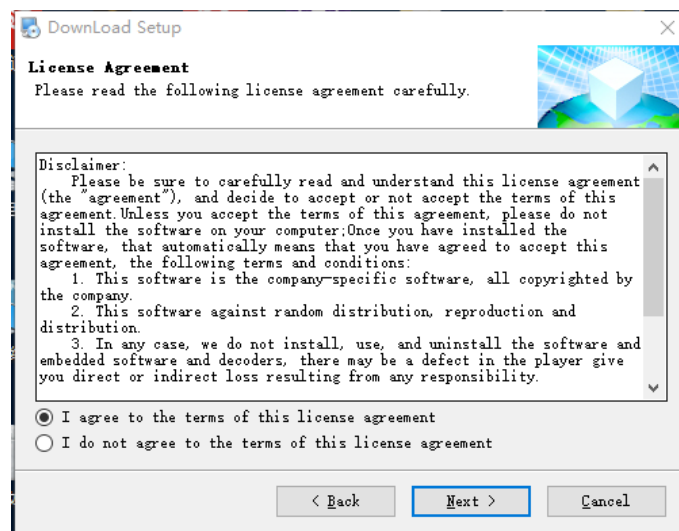 DownLoad Setup
License Agreement
Please read the following license agreement carefully.
Disclaimer:
Please be sure to carefully read and understand this license agreement
(the "agreement"), and decide to accept or not accept the terms of this
agreement.Unless you accept the terms of this agreement, please do not
install the software on your computer;Once you have installed the
software, that automatically means that you have agreed to accept this
agreement, the following terms and conditions:
1. This software is the company-specific software, all copyrighted by
the company.
2. This software against random distribution, reproduction and
distribution.
3. In any case, we do not install, use, and uninstall the software and
embedded software and decoders, there may be a defect in the player give
you direct or indirect loss resulting from any responsibility.
I agree to the terms of this license agreement
I do not agree to the terms of this license agreement
< Back
Next >
Cancel